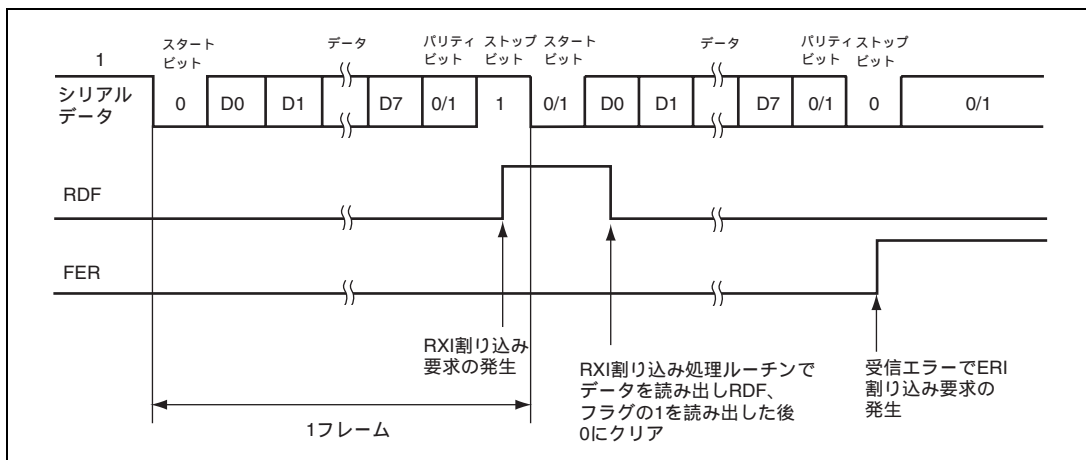 スタート
ビット
データ
パリティ
ビット
ストップ
ビット
スタート
ビット
データ
パリティ
ビット
ストップ
ビット
1
シリアル
データ
0
D0
D1
D7
0/1
1
0/1
D0
D1
D7
0/1
0
0/1
RDF
FER
RXI割り込み
要求の発生
RXI割り込み処理ルーチンで
データを読み出しRDF、
フラグの1を読み出した後
0にクリア
受信エラーでERI
割り込み要求の
発生
1フレーム